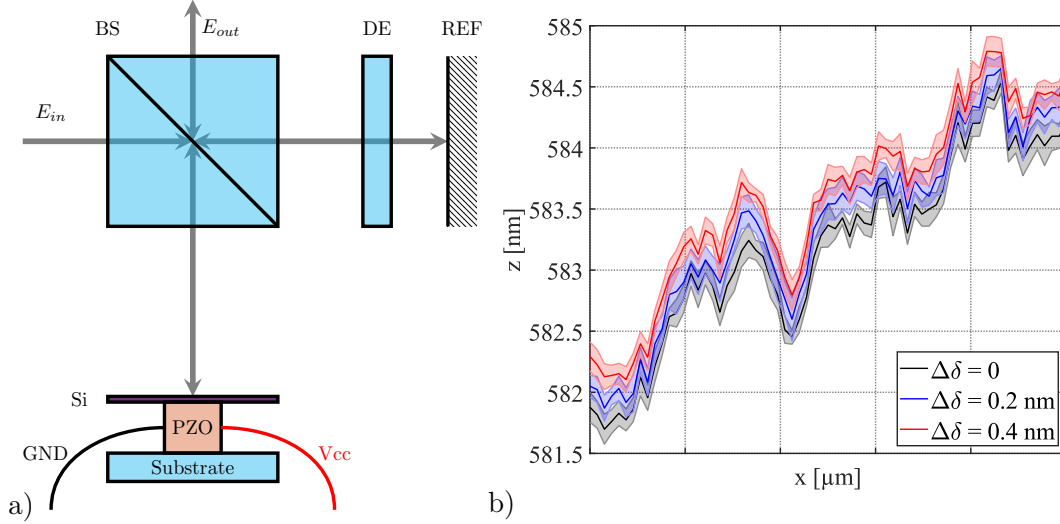 BS
E_out
DE
REF
E_in
Si
PZO
GND
Vcc
Substrate
a)
585
584.5
584
583.5
583
582.5
582
581.5
z [nm]
x [µm]
Δδ = 0
Δδ = 0.2 nm
Δδ = 0.4 nm
b)